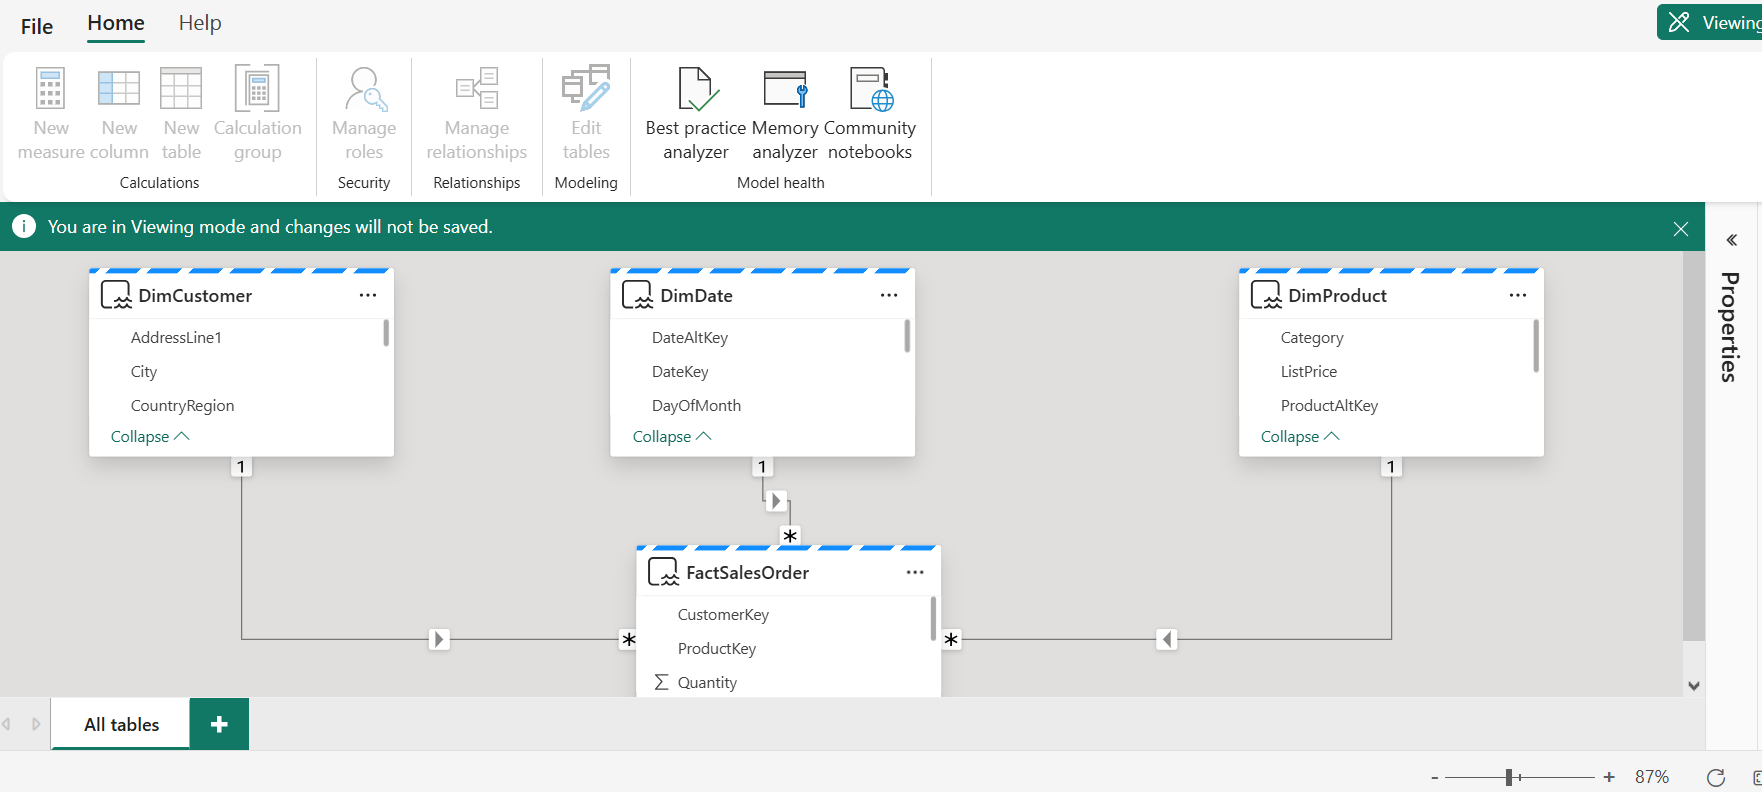 File Home Help
Viewing
New measure
New column
New table
Calculation group
Calculations
Manage roles
Security
Manage relationships
Relationships
Edit tables
Modeling
Best practice analyzer
Memory analyzer
Community notebooks
Model health
You are in Viewing mode and changes will not be saved.
Properties
DimCustomer
AddressLine1
City
CountryRegion
Collapse
1
DimDate
DateAltKey
DateKey
DayOfMonth
Collapse
1
DimProduct
Category
ListPrice
ProductAltKey
Collapse
1
*
FactSalesOrder
CustomerKey
ProductKey
Σ Quantity
*
*
All tables
+
- + 87%